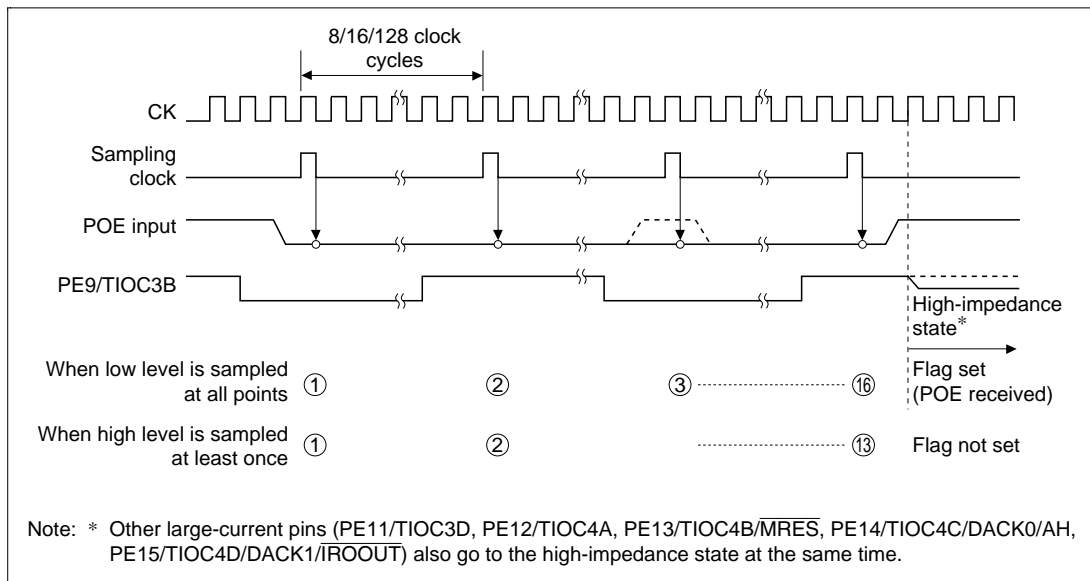 8/16/128 clock
cycles
CK
Sampling
clock
POE input
PE9/TIOC3B
High-impedance
state*
When low level is sampled
at all points
① ② ③ ⑯
Flag set
(POE received)
When high level is sampled
at least once
① ② ⑬
Flag not set
Note: * Other large-current pins (PE11/TIOC3D, PE12/TIOC4A, PE13/TIOC4B/MRES, PE14/TIOC4C/DACK0/AH,
PE15/TIOC4D/DACK1/IROOUT) also go to the high-impedance state at the same time.